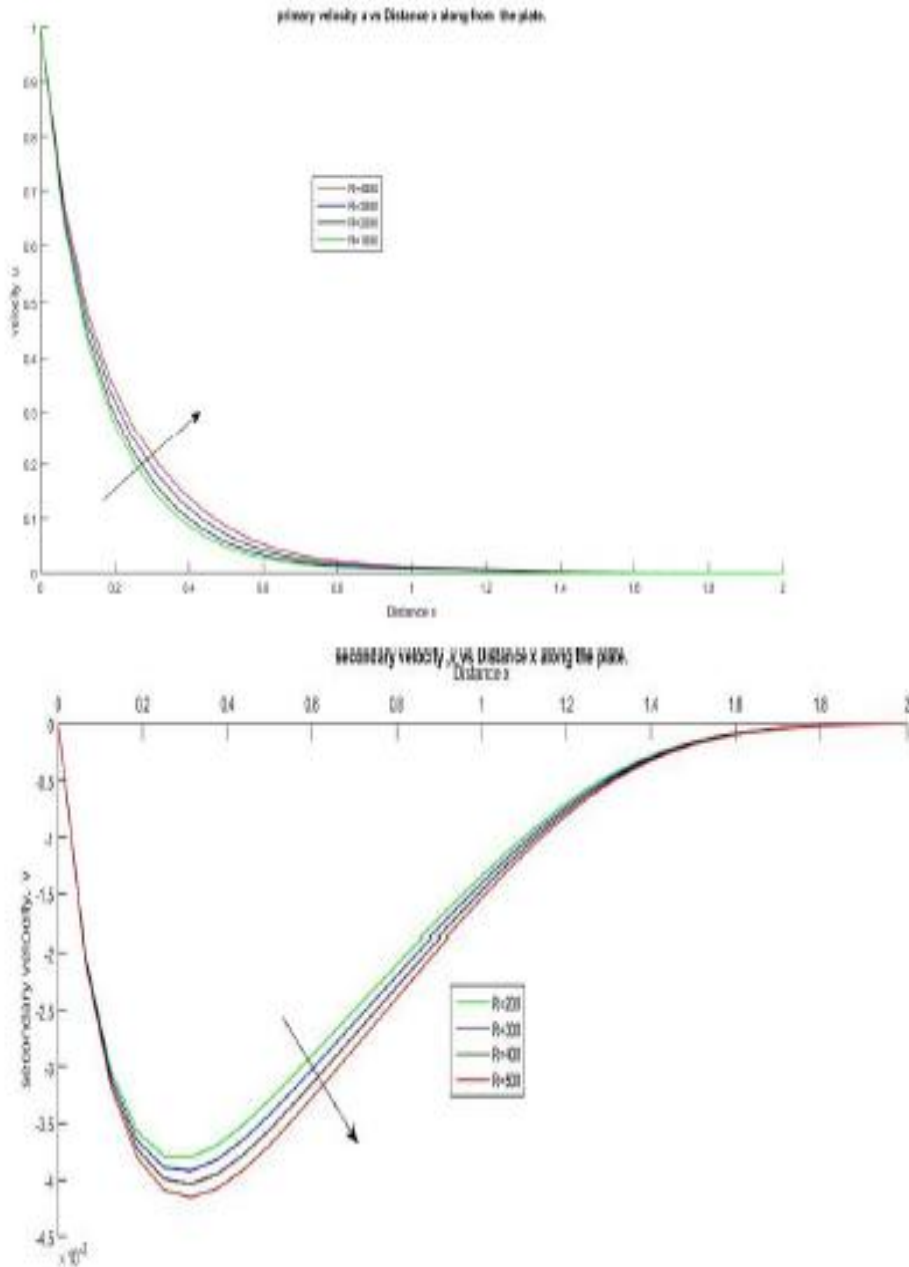 primary velocity u vs Distance x along from the plate.
1
0.9
0.8
0.7
0.6
0.5
0.4
0.3
0.2
0.1
0
velocity u
0 0.2 0.4 0.6 0.8 1 1.2 1.4 1.6 1.8 2
Distance x
secondary velocity ,v, vs Distance x along the plate.
Distance x
0 0.2 0.4 0.6 0.8 1.0 1.2 1.4 1.6 1.8 2
0
-0.5
-1
-1.5
-2
-2.5
-3
-3.5
-4
-4.5
secondary velocity, v
R=200
R=300
R=400
R=500